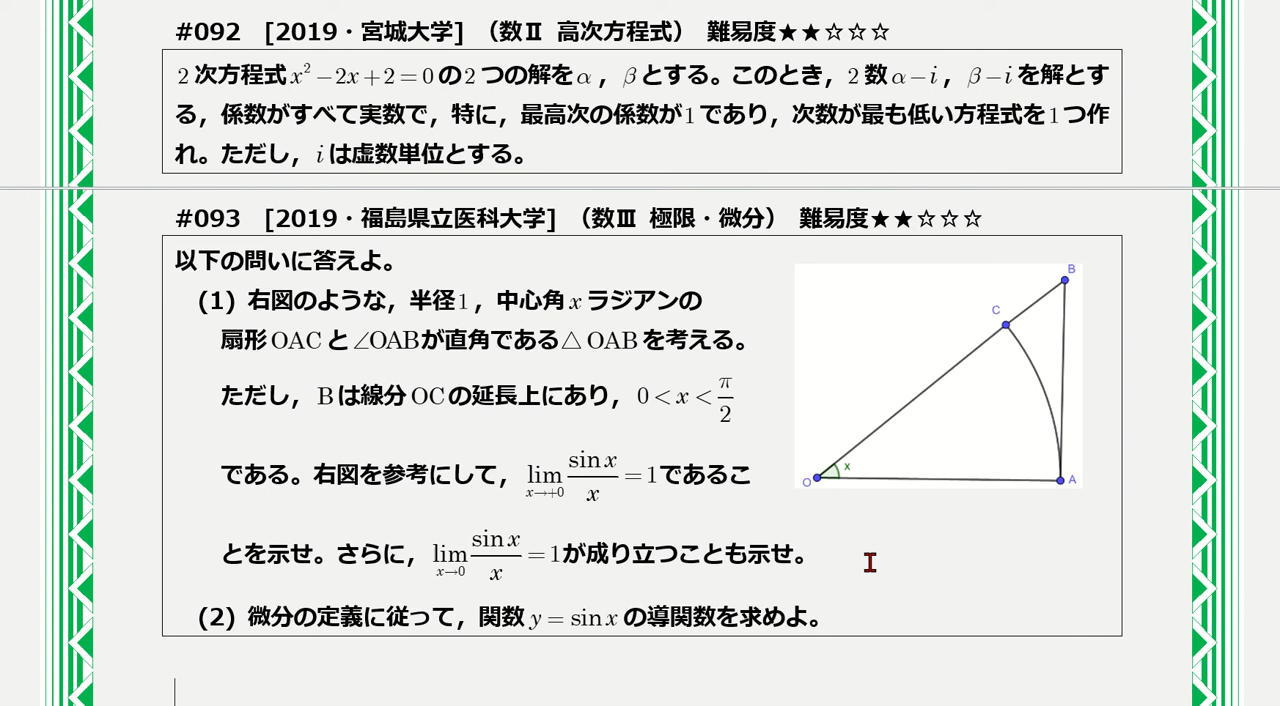 #092 [2019・宮城大学] （数Ⅱ 高次方程式） 難易度★★☆☆☆
2次方程式x²−2x+2=0の2つの解をα，βとする。このとき，2数α−i，β−iを解とす
る，係数がすべて実数で，特に，最高次の係数が1であり，次数が最も低い方程式を1つ作
れ。ただし，iは虚数単位とする。
#093 [2019・福島県立医科大学] （数Ⅲ 極限・微分） 難易度★★☆☆☆
以下の問いに答えよ。
(1) 右図のような，半径1，中心角xラジアンの
扇形OACと∠OABが直角である△OABを考える。
ただし，Bは線分OCの延長上にあり，0<x<π/2
である。右図を参考にして，lim_{x→+0} sin x/x=1であるこ
とを示せ。さらに，lim_{x→0} sin x/x=1が成り立つことも示せ。
(2) 微分の定義に従って，関数y=sin xの導関数を求めよ。
B
C
x
O
A